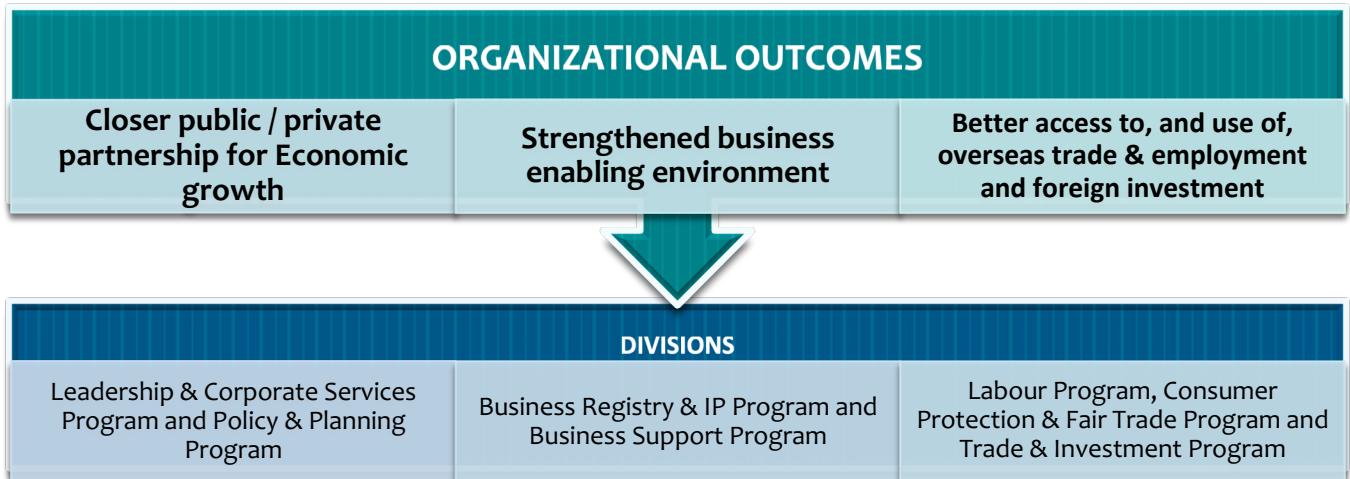 ORGANIZATIONAL OUTCOMES
Closer public / private
partnership for Economic
growth
Strengthened business
enabling environment
Better access to, and use of,
overseas trade & employment
and foreign investment
DIVISIONS
Leadership & Corporate Services
Program and Policy & Planning
Program
Business Registry & IP Program and
Business Support Program
Labour Program, Consumer
Protection & Fair Trade Program and
Trade & Investment Program